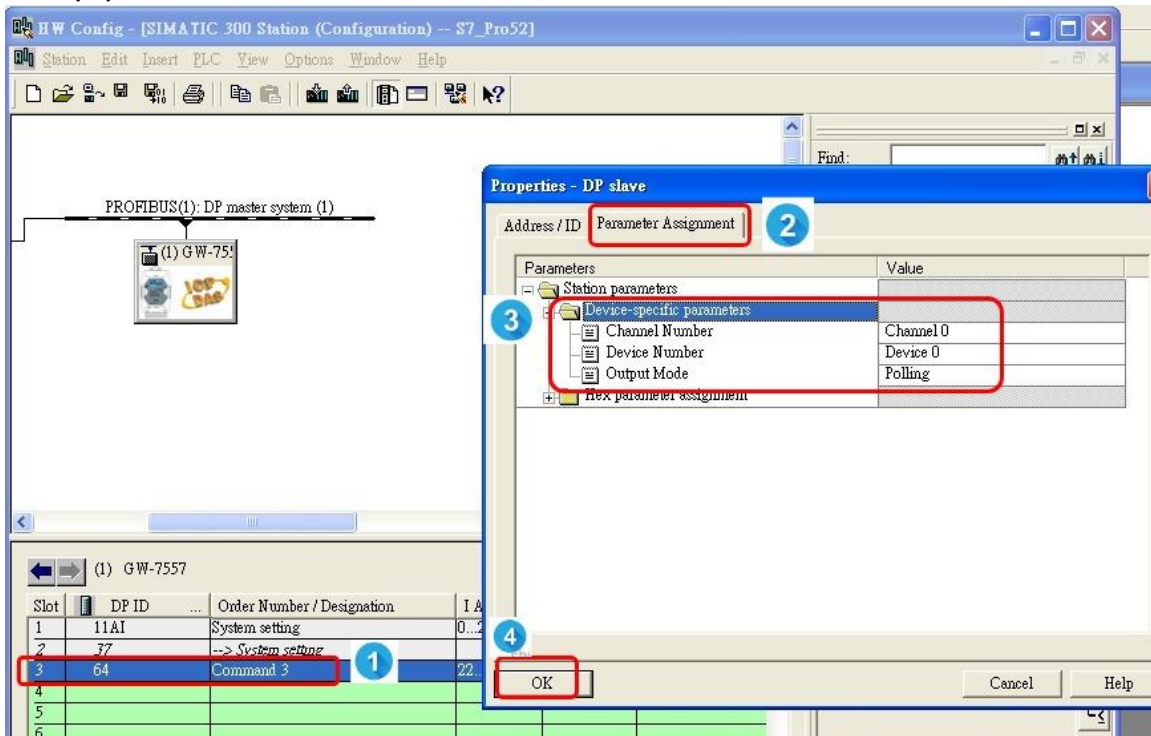 HW Config - [SIMATIC 300 Station (Configuration) -- S7_Pro52]
Station Edit Insert PLC View Options Window Help
Find:
PROFIBUS(1): DP master system (1)
(1) GW-755
ICP
DAS
Properties - DP slave
Address / ID Parameter Assignment 2
Parameters Value
Station parameters
3 Device-specific parameters
Channel Number Channel 0
Device Number Device 0
Output Mode Polling
Hex parameter assignment
(1) GW-7557
Slot DP ID ... Order Number / Designation I A
1 11AI System setting 0...2
2 37 --> System setting
3 64 Command 3 1 22...
4
5
6
4
OK Cancel Help